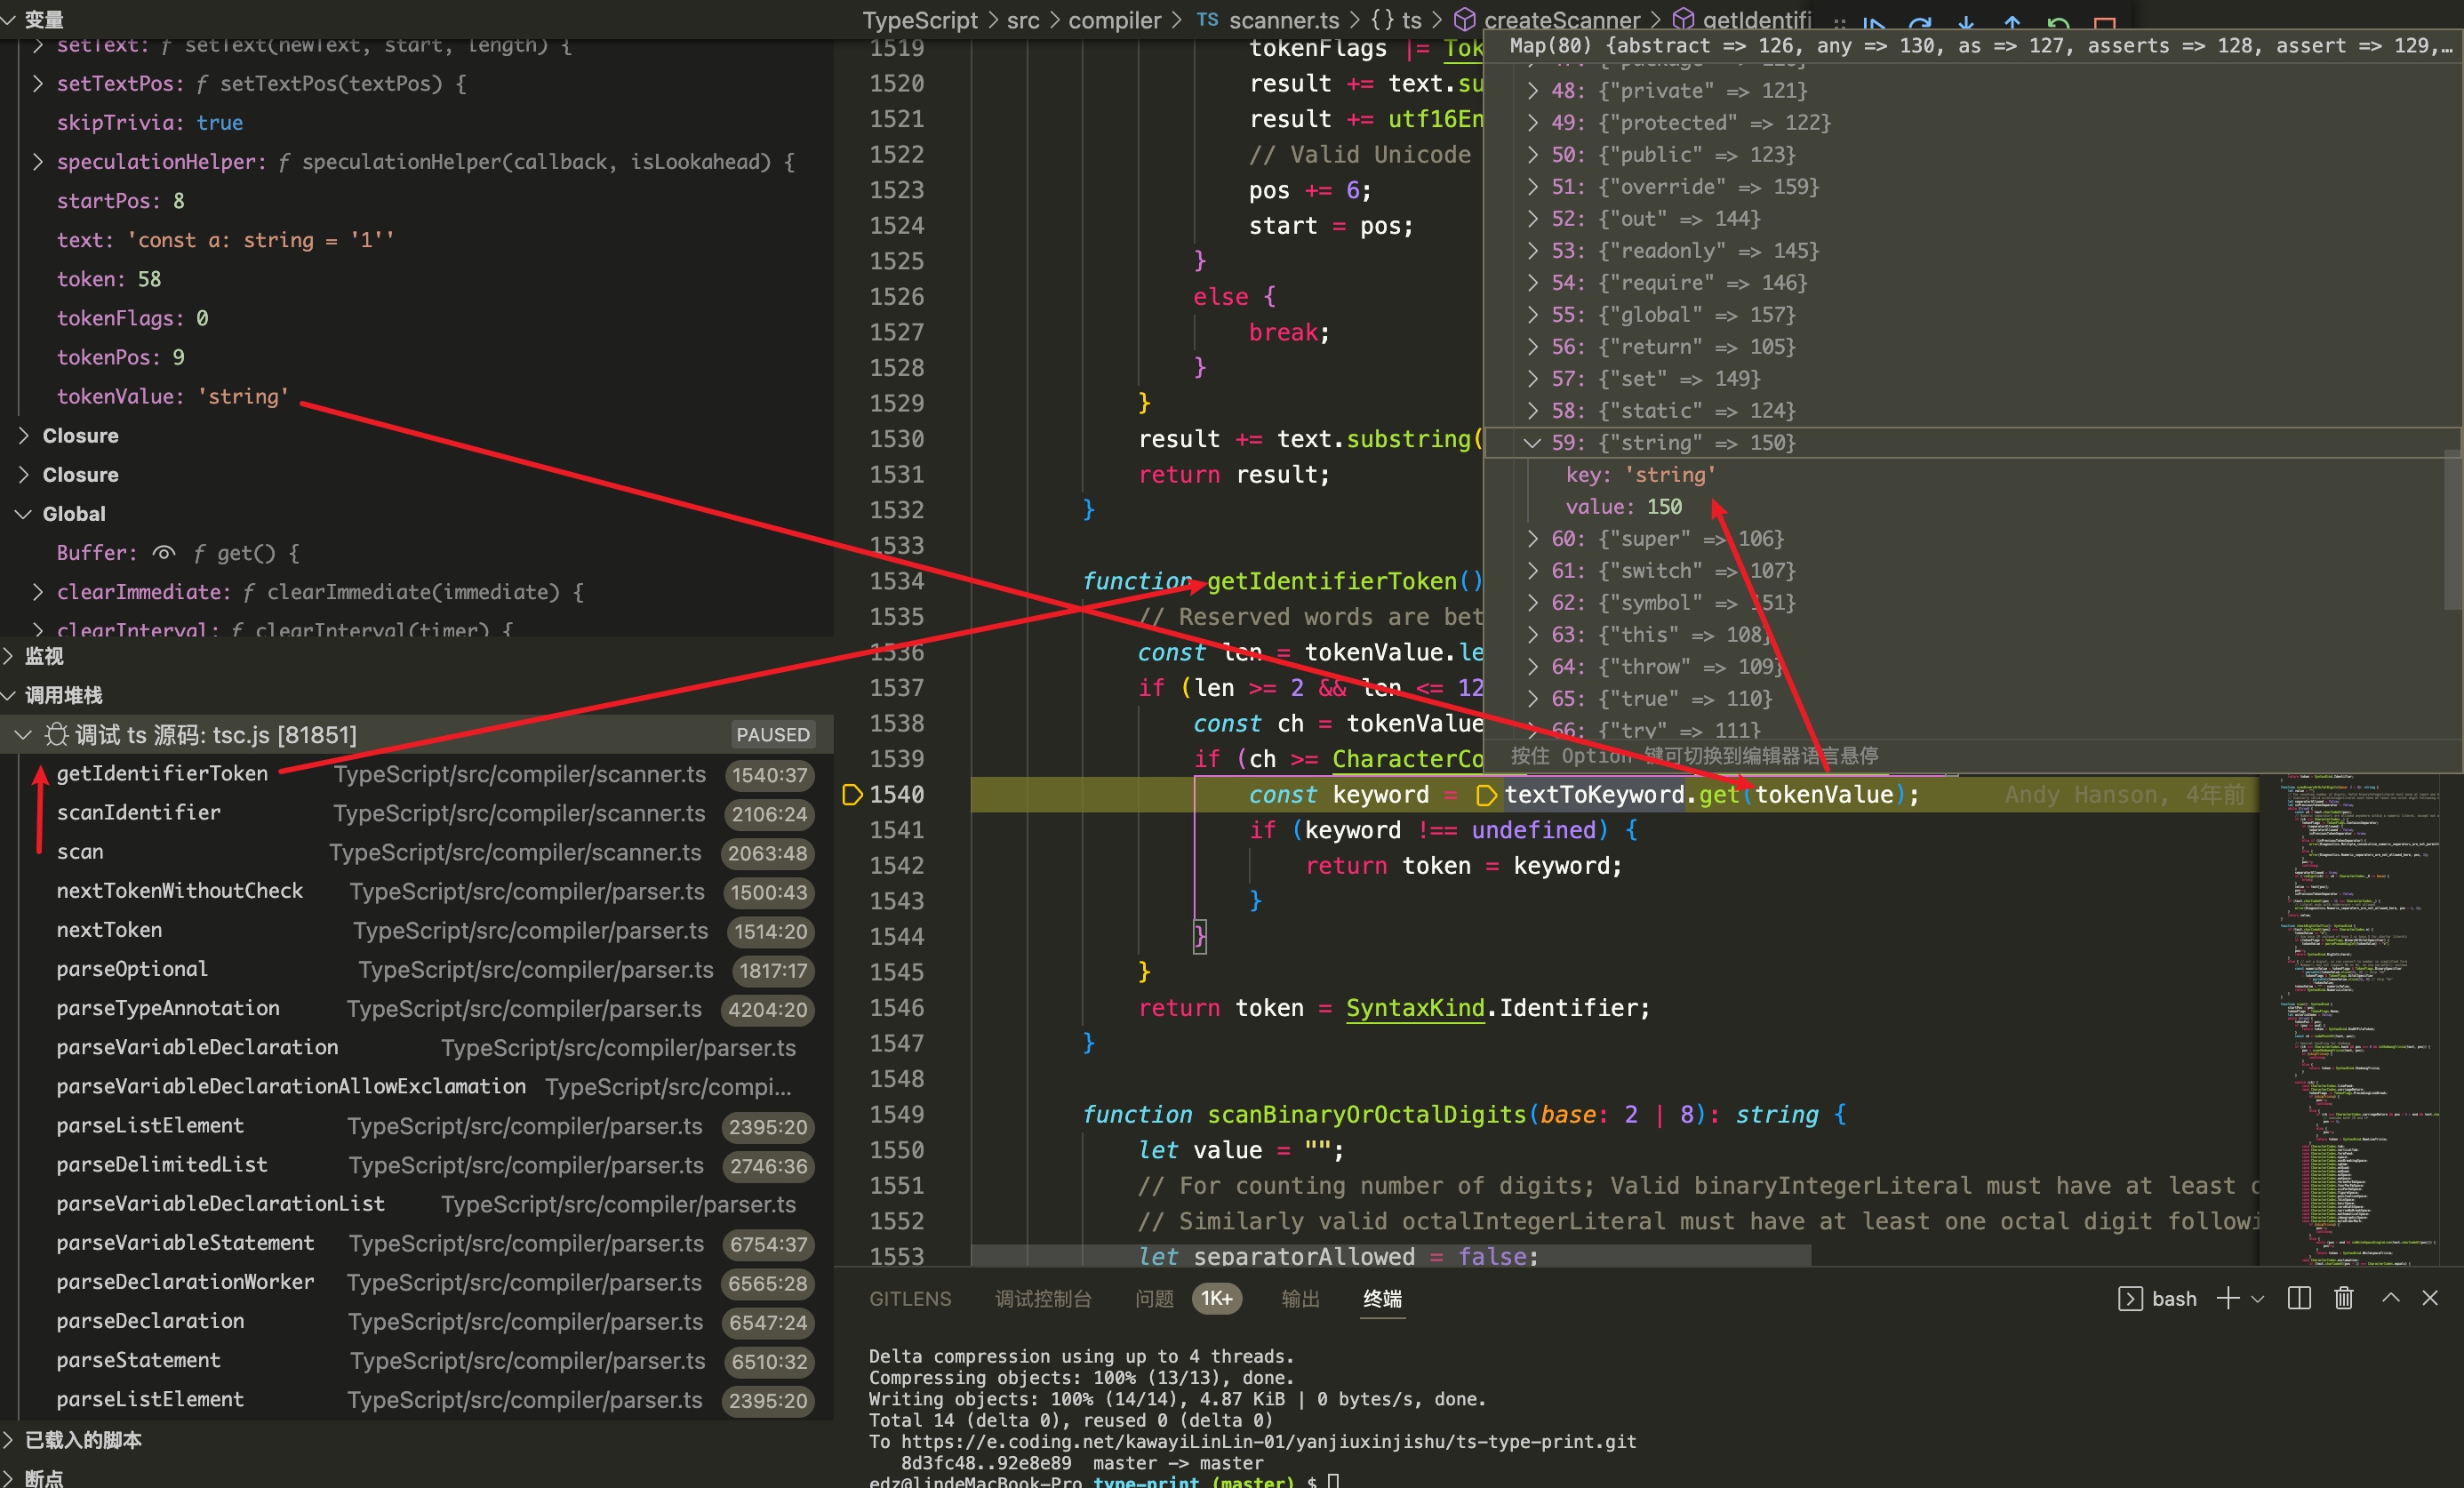 变量
setText: ƒ setText(newText, start, length) {
setTextPos: ƒ setTextPos(textPos) {
skipTrivia: true
speculationHelper: ƒ speculationHelper(callback, isLookahead) {
startPos: 8
text: 'const a: string = '1''
token: 58
tokenFlags: 0
tokenPos: 9
tokenValue: 'string'
Closure
Closure
Global
Buffer: ƒ get() {
clearImmediate: ƒ clearImmediate(immediate) {
clearInterval: ƒ clearInterval(timer) {
监视
调用堆栈
调试 ts 源码: tsc.js [81851] PAUSED
getIdentifierToken TypeScript/src/compiler/scanner.ts 1540:37
scanIdentifier TypeScript/src/compiler/scanner.ts 2106:24
scan TypeScript/src/compiler/scanner.ts 2063:48
nextTokenWithoutCheck TypeScript/src/compiler/parser.ts 1500:43
nextToken TypeScript/src/compiler/parser.ts 1514:20
parseOptional TypeScript/src/compiler/parser.ts 1817:17
parseTypeAnnotation TypeScript/src/compiler/parser.ts 4204:20
parseVariableDeclaration TypeScript/src/compiler/parser.ts
parseVariableDeclarationAllowExclamation TypeScript/src/compi...
parseListElement TypeScript/src/compiler/parser.ts 2395:20
parseDelimitedList TypeScript/src/compiler/parser.ts 2746:36
parseVariableDeclarationList TypeScript/src/compiler/parser.ts
parseVariableStatement TypeScript/src/compiler/parser.ts 6754:37
parseDeclarationWorker TypeScript/src/compiler/parser.ts 6565:28
parseDeclaration TypeScript/src/compiler/parser.ts 6547:24
parseStatement TypeScript/src/compiler/parser.ts 6510:32
parseListElement TypeScript/src/compiler/parser.ts 2395:20
已载入的脚本
断点
TypeScript > src > compiler > TS scanner.ts > {} ts > createScanner > getIdentifi
1519 tokenFlags |= Tok
1520 result += text.su
1521 result += utf16En
1522 // Valid Unicode
1523 pos += 6;
1524 start = pos;
1525 }
1526 else {
1527 break;
1528 }
1529 }
1530 result += text.substring(
1531 return result;
1532 }
1533
1534 function getIdentifierToken()
1535 // Reserved words are bet
1536 const len = tokenValue.le
1537 if (len >= 2 && len <= 12
1538 const ch = tokenValue
1539 if (ch >= CharacterCo
1540 const keyword = textToKeyword.get(tokenValue); Andy Hanson, 4年前
1541 if (keyword !== undefined) {
1542 return token = keyword;
1543 }
1544 }
1545 }
1546 return token = SyntaxKind.Identifier;
1547 }
1548
1549 function scanBinaryOrOctalDigits(base: 2 | 8): string {
1550 let value = "";
1551 // For counting number of digits; Valid binaryIntegerLiteral must have at least o
1552 // Similarly valid octalIntegerLiteral must have at least one octal digit followi
1553 let separatorAllowed = false;
Map(80) {abstract => 126, any => 130, as => 127, asserts => 128, assert => 129,…
48: {"private" => 121}
49: {"protected" => 122}
50: {"public" => 123}
51: {"override" => 159}
52: {"out" => 144}
53: {"readonly" => 145}
54: {"require" => 146}
55: {"global" => 157}
56: {"return" => 105}
57: {"set" => 149}
58: {"static" => 124}
59: {"string" => 150}
key: 'string'
value: 150
60: {"super" => 106}
61: {"switch" => 107}
62: {"symbol" => 151}
63: {"this" => 108}
64: {"throw" => 109}
65: {"true" => 110}
66: {"try" => 111}
按住 Option 键可切换到编辑器语言悬停
GITLENS 调试控制台 问题 1K+ 输出 终端 bash
Delta compression using up to 4 threads.
Compressing objects: 100% (13/13), done.
Writing objects: 100% (14/14), 4.87 KiB | 0 bytes/s, done.
Total 14 (delta 0), reused 0 (delta 0)
To https://e.coding.net/kawayiLinLin-01/yanjiuxinjishu/ts-type-print.git
8d3fc48..92e8e89 master -> master
edz@lindeMacBook-Pro type-print (master) $